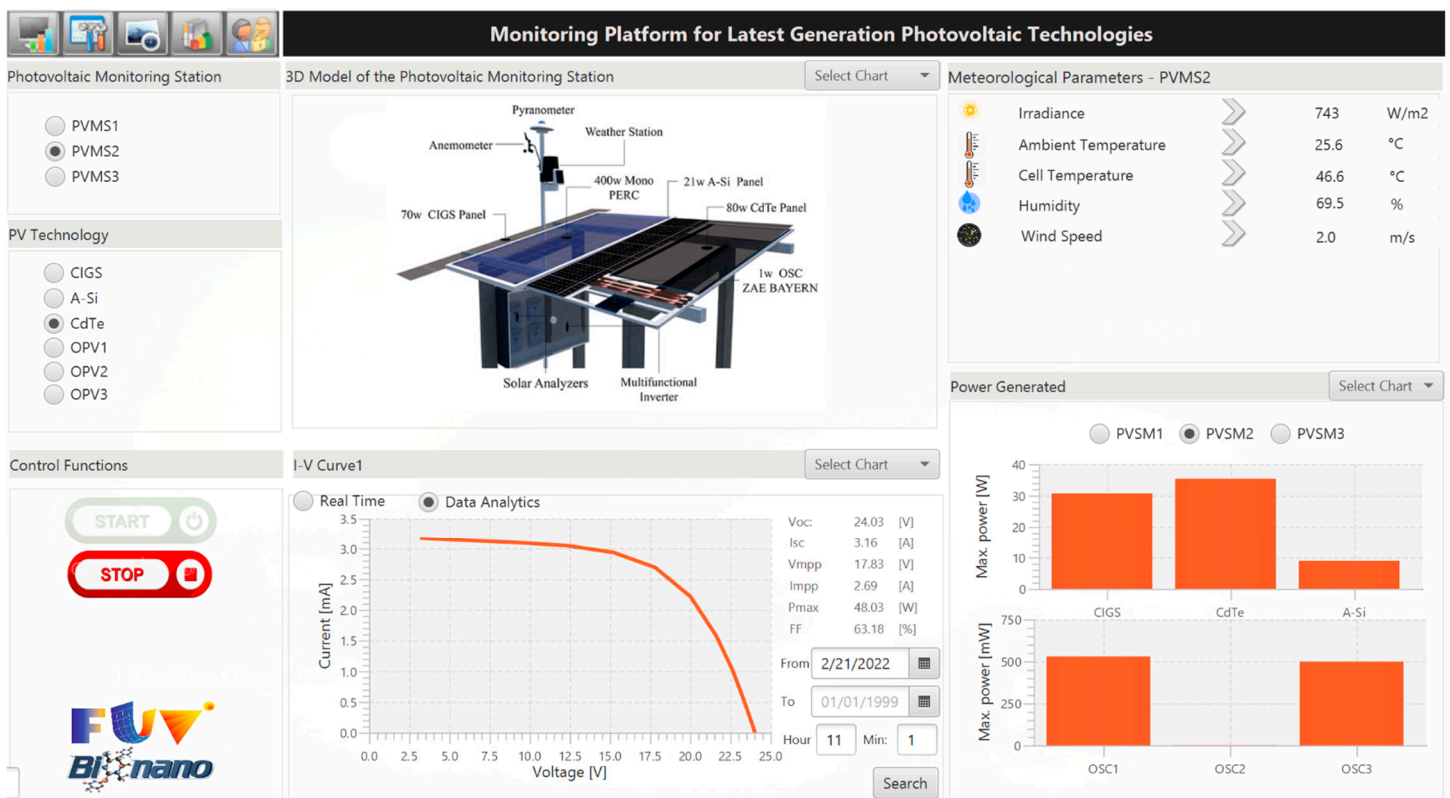 Monitoring Platform for Latest Generation Photovoltaic Technologies
Photovoltaic Monitoring Station
PVMS1
PVMS2
PVMS3
PV Technology
CIGS
A-Si
CdTe
OPV1
OPV2
OPV3
Control Functions
START
STOP
FUV
Bionano
3D Model of the Photovoltaic Monitoring Station
Select Chart
Pyranometer
Weather Station
Anemometer
400w Mono
PERC
21w A-Si Panel
70w CIGS Panel
80w CdTe Panel
1w OSC
ZAE BAYERN
Solar Analyzers
Multifunctional
Inverter
I-V Curve1
Select Chart
Real Time
Data Analytics
3.5
3.0
2.5
2.0
1.5
1.0
0.5
0.0
Current [mA]
0.0 2.5 5.0 7.5 10.0 12.5 15.0 17.5 20.0 22.5 25.0
Voltage [V]
Voc: 24.03 [V]
Isc 3.16 [A]
Vmpp 17.83 [V]
Impp 2.69 [A]
Pmax 48.03 [W]
FF 63.18 [%]
From 2/21/2022
To 01/01/1999
Hour 11 Min: 1
Search
Meteorological Parameters - PVMS2
Irradiance 743 W/m2
Ambient Temperature 25.6 °C
Cell Temperature 46.6 °C
Humidity 69.5 %
Wind Speed 2.0 m/s
Power Generated
Select Chart
PVSM1 PVSM2 PVSM3
Max. power [W]
40
30
20
10
0
CIGS CdTe A-Si
Max. power [mW]
750
500
250
0
OSC1 OSC2 OSC3